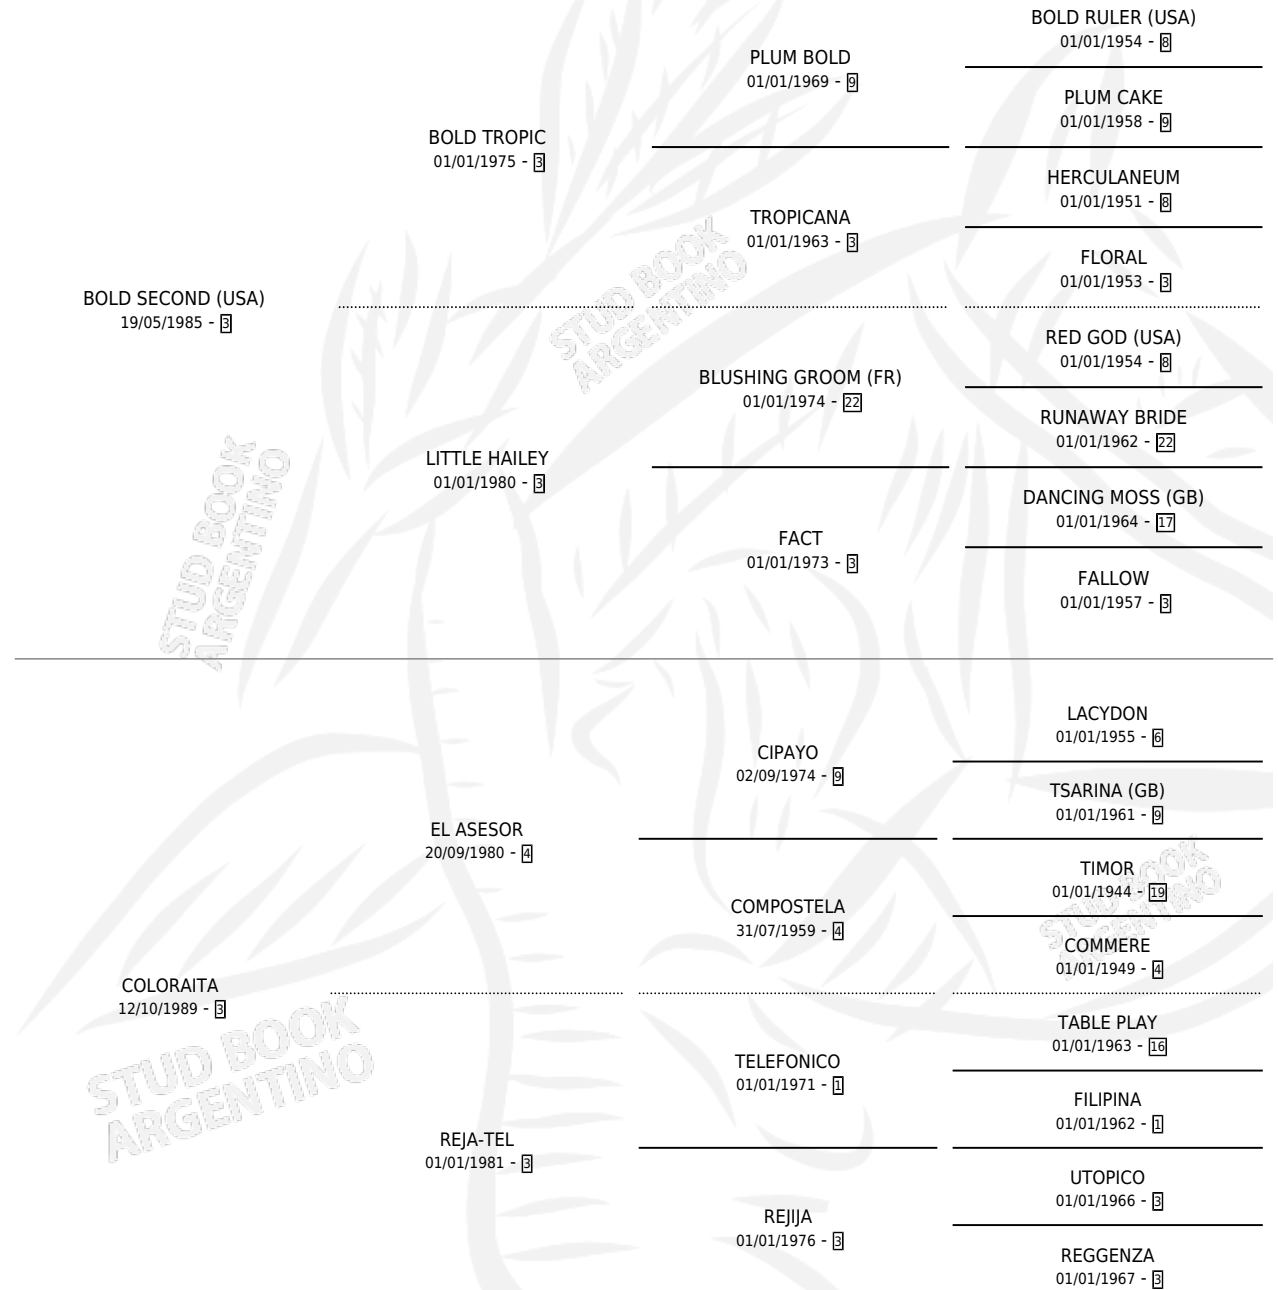 BOLD RULER (USA)
01/01/1954 - 8
PLUM BOLD
01/01/1969 - 9
PLUM CAKE
01/01/1958 - 9
BOLD TROPIC
01/01/1975 - 3
HERCULANEUM
01/01/1951 - 8
TROPICANA
01/01/1963 - 3
FLORAL
01/01/1953 - 3
BOLD SECOND (USA)
19/05/1985 - 3
RED GOD (USA)
01/01/1954 - 8
BLUSHING GROOM (FR)
01/01/1974 - 22
RUNAWAY BRIDE
01/01/1962 - 22
LITTLE HAILEY
01/01/1980 - 3
DANCING MOSS (GB)
01/01/1964 - 17
FACT
01/01/1973 - 3
FALLOW
01/01/1957 - 3
LACYDON
01/01/1955 - 6
CIPAYO
02/09/1974 - 9
TSARINA (GB)
01/01/1961 - 9
EL ASESOR
20/09/1980 - 4
TIMOR
01/01/1944 - 19
COMPOSTELA
31/07/1959 - 4
COMMERE
01/01/1949 - 4
COLORAITA
12/10/1989 - 3
TABLE PLAY
01/01/1963 - 16
TELEFONICO
01/01/1971 - 1
FILIPINA
01/01/1962 - 1
REJA-TEL
01/01/1981 - 3
UTOPICO
01/01/1966 - 3
REJIJA
01/01/1976 - 3
REGGENZA
01/01/1967 - 3
STUD BOOK
ARGENTINO
STUD BOOK
ARGENTINO
STUD BOOK
ARGENTINO
STUD BOOK
ARGENTINO